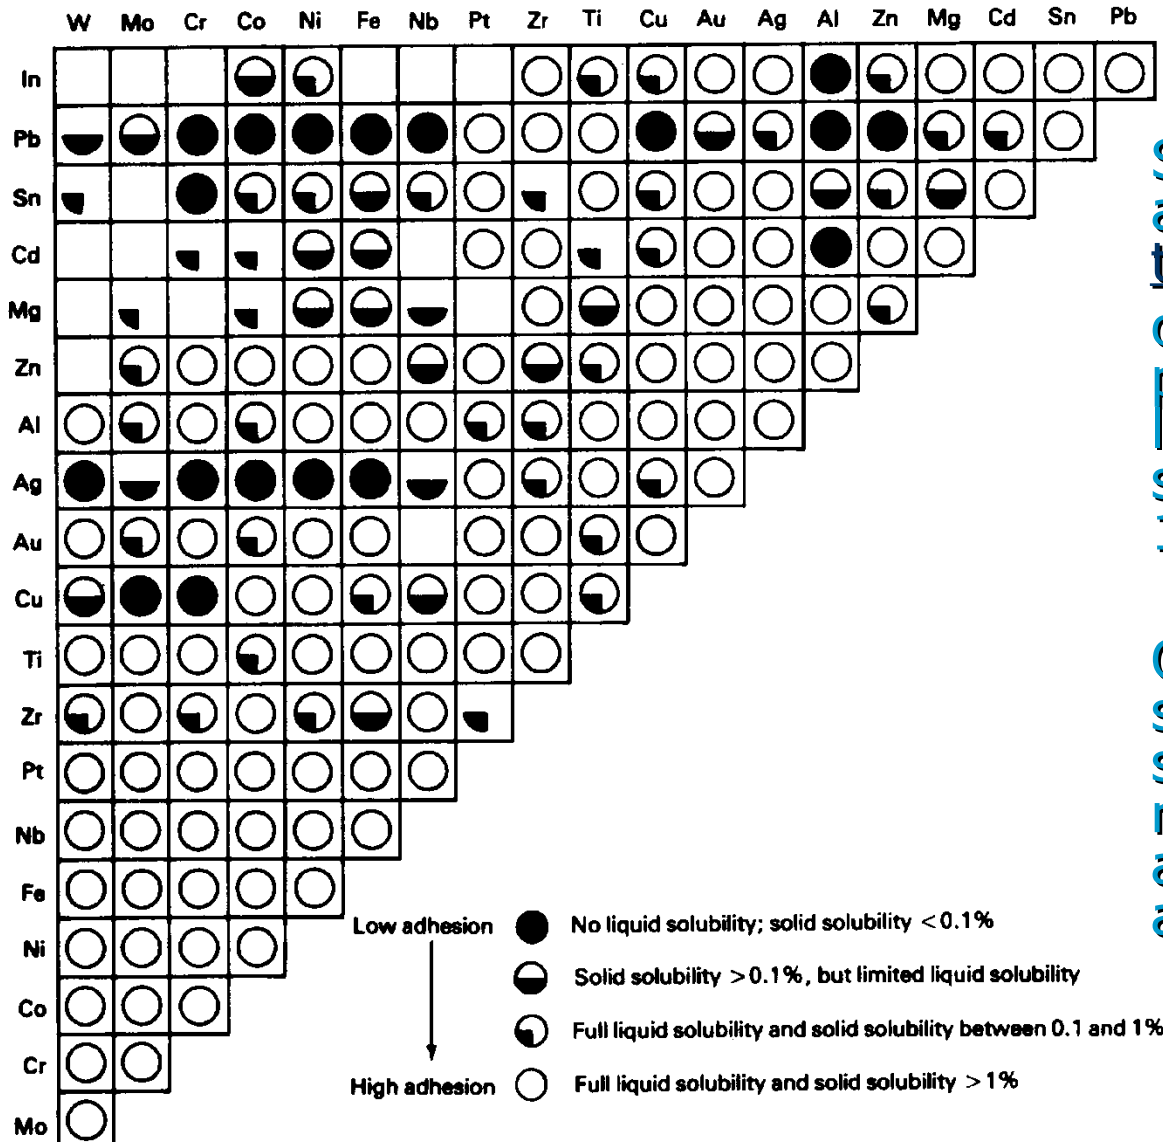 W Mo Cr Co Ni Fe Nb Pt Zr Ti Cu Au Ag Al Zn Mg Cd Sn Pb
In
Pb
Sn
Cd
Mg
Zn
Al
Ag
Au
Cu
Ti
Zr
Pt
Nb
Fe
Ni
Co
Cr
Mo
Low adhesion
No liquid solubility; solid solubility <0.1%
Solid solubility >0.1%, but limited liquid solubility
Full liquid solubility and solid solubility between 0.1 and 1%
High adhesion
Full liquid solubility and solid solubility >1%